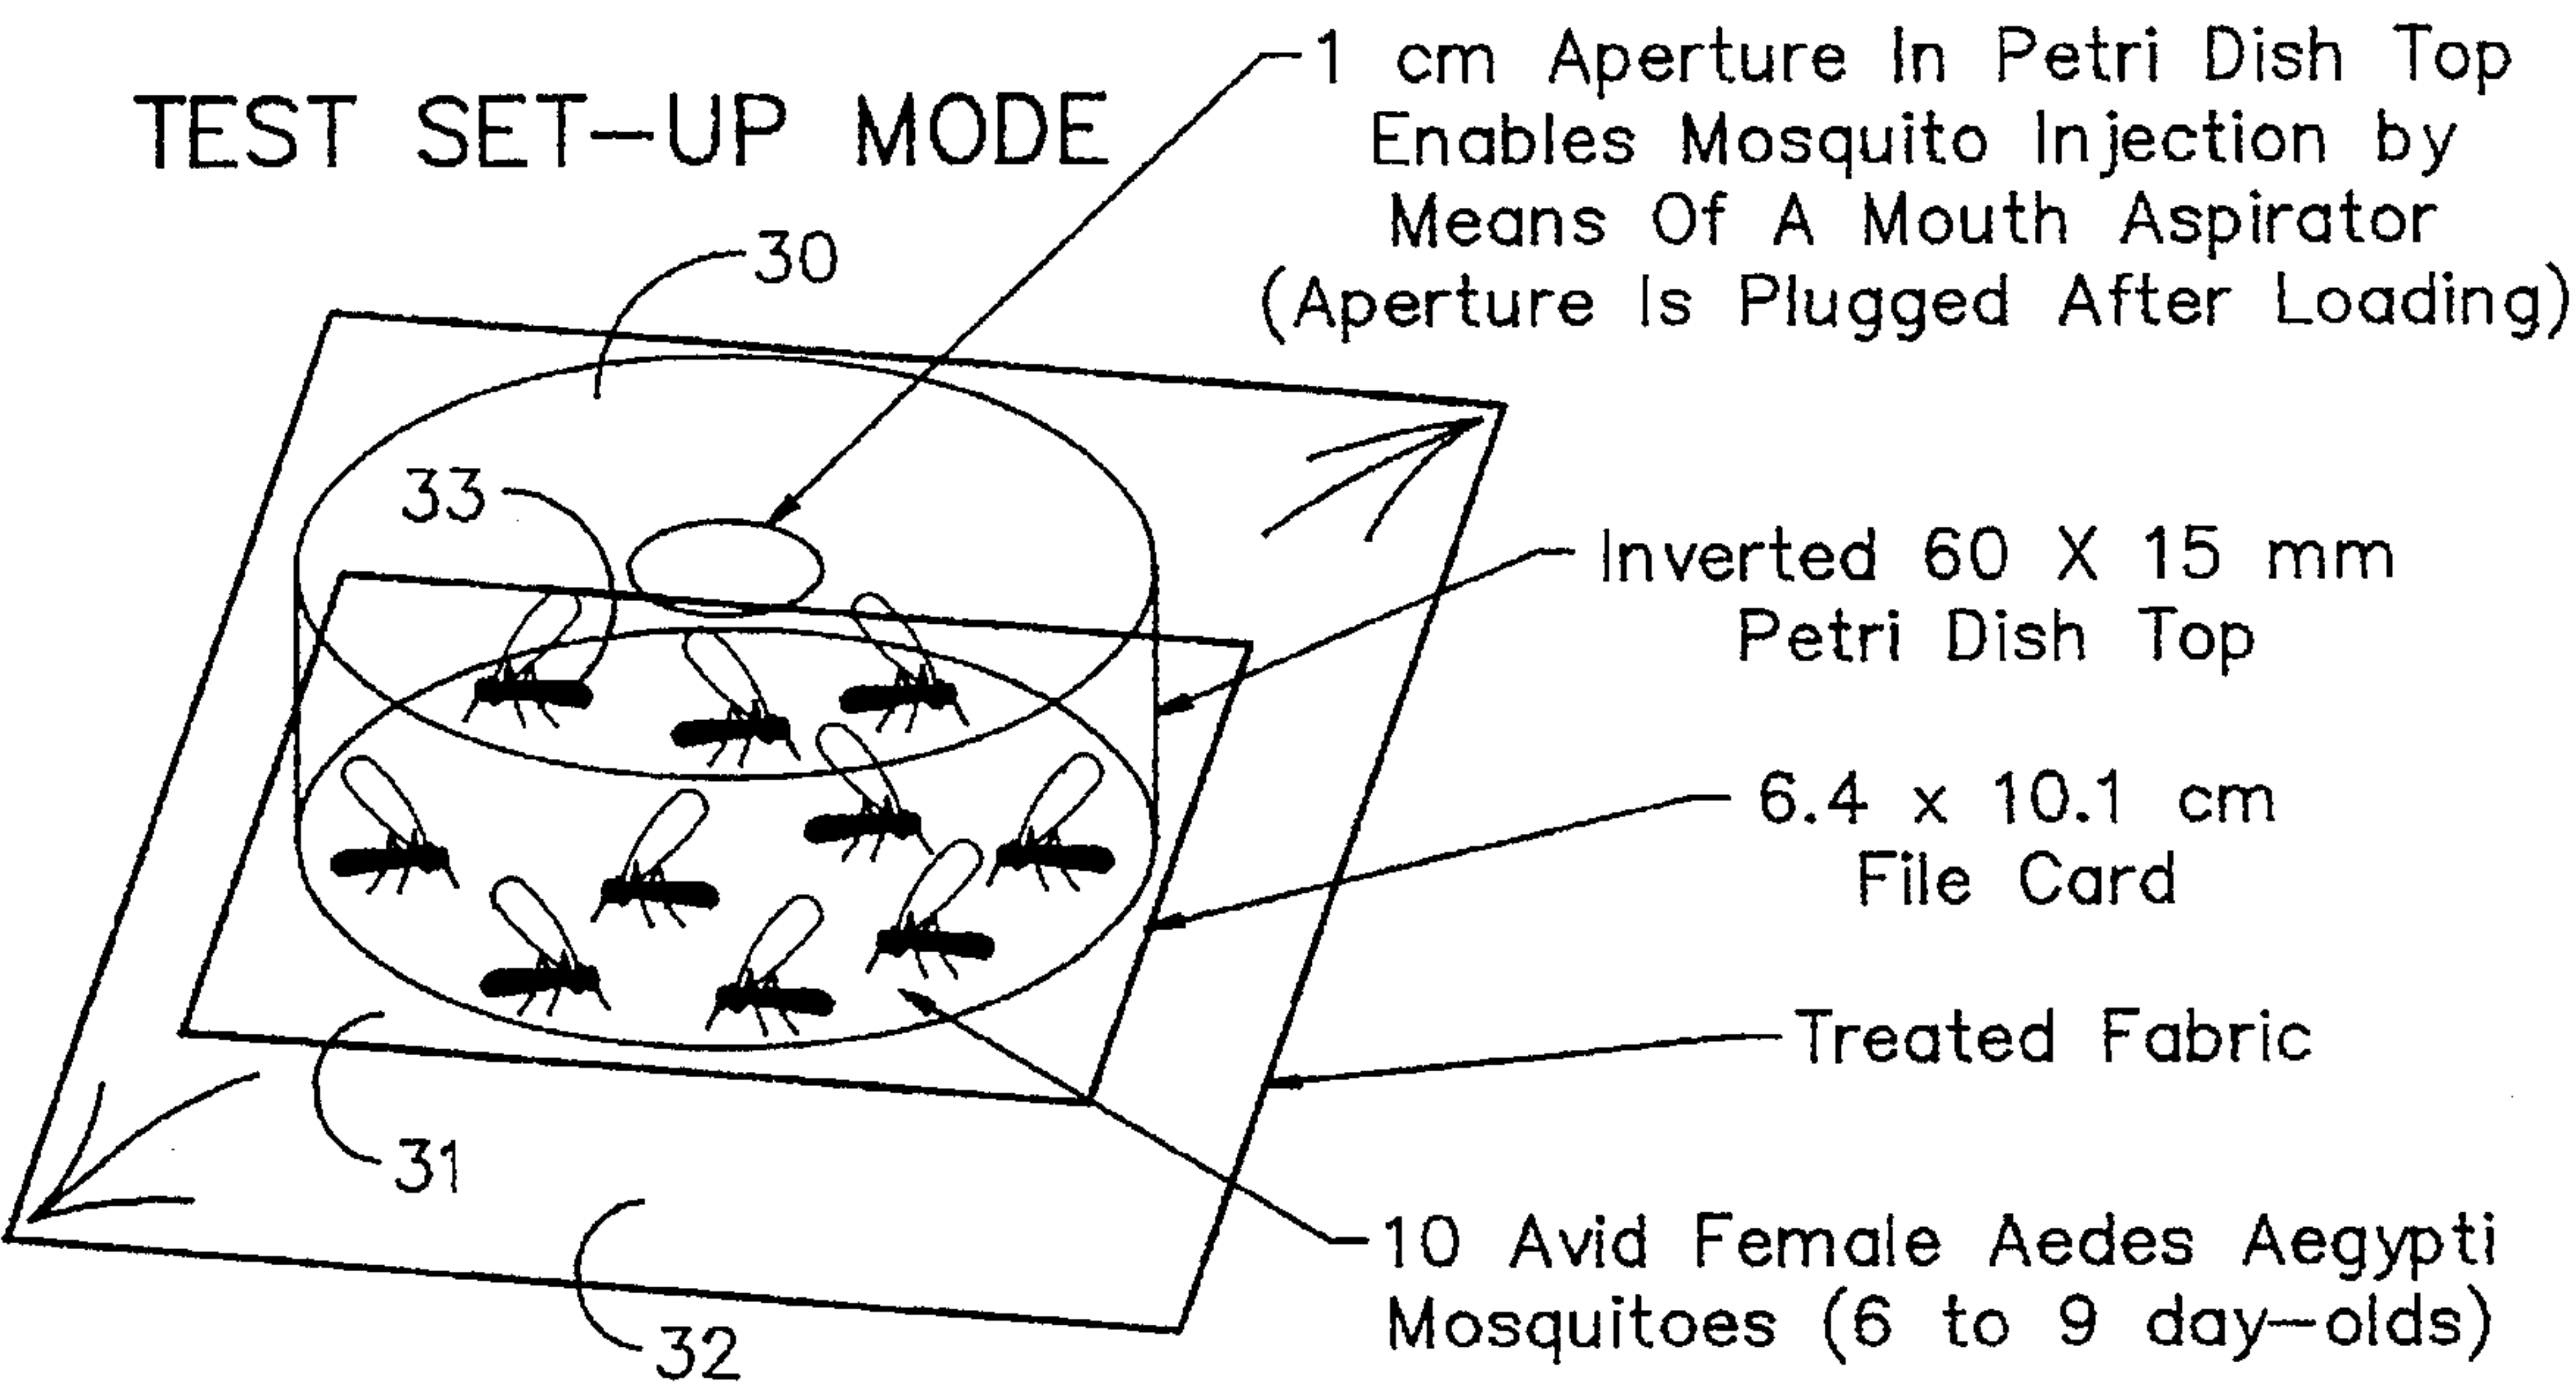 TEST SET-UP MODE
1 cm Aperture In Petri Dish Top
Enables Mosquito Injection by
Means Of A Mouth Aspirator
(Aperture Is Plugged After Loading)
30
33
Inverted 60 X 15 mm
Petri Dish Top
6.4 x 10.1 cm
File Card
Treated Fabric
31
10 Avid Female Aedes Aegypti
Mosquitoes (6 to 9 day-olds)
32